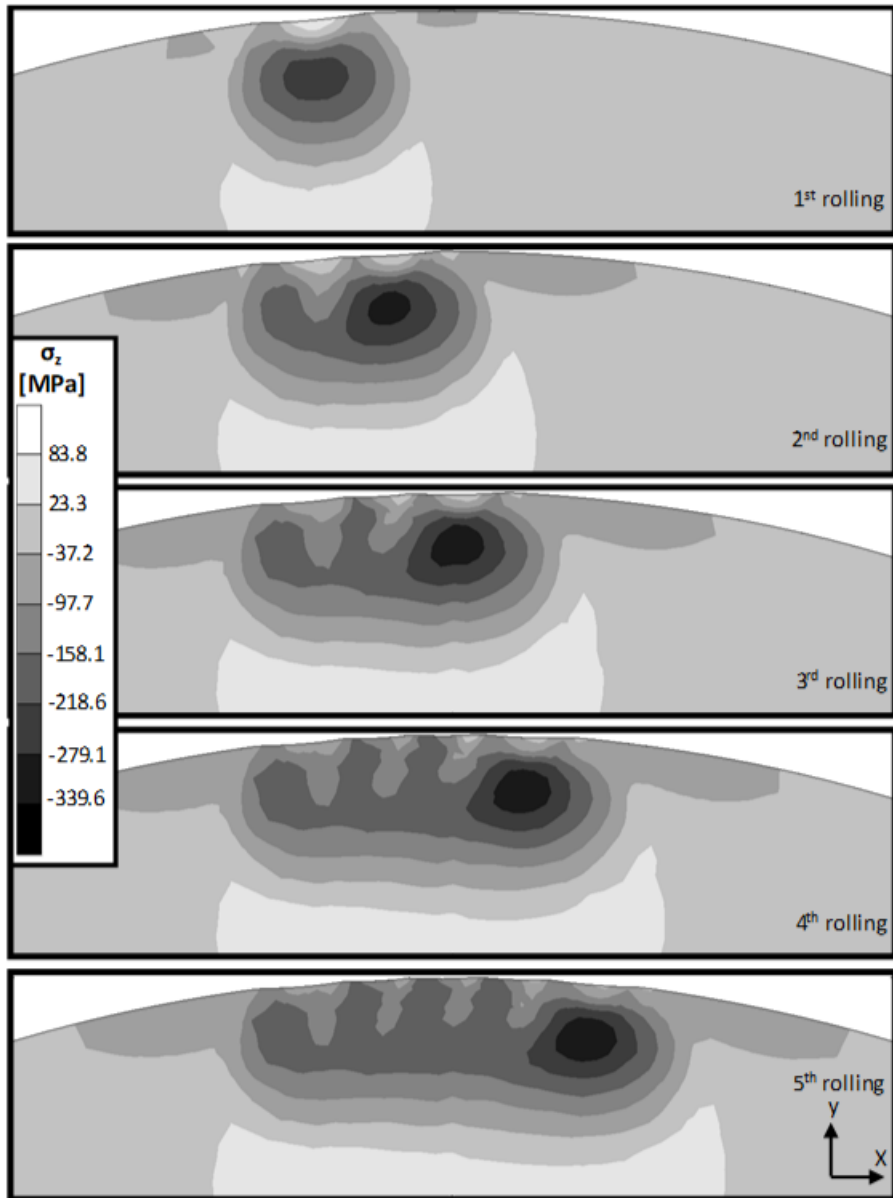 1st rolling
2nd rolling
σz
[MPa]
83.8
23.3
-37.2
-97.7
-158.1
-218.6
-279.1
-339.6
3rd rolling
4th rolling
5th rolling
y
X